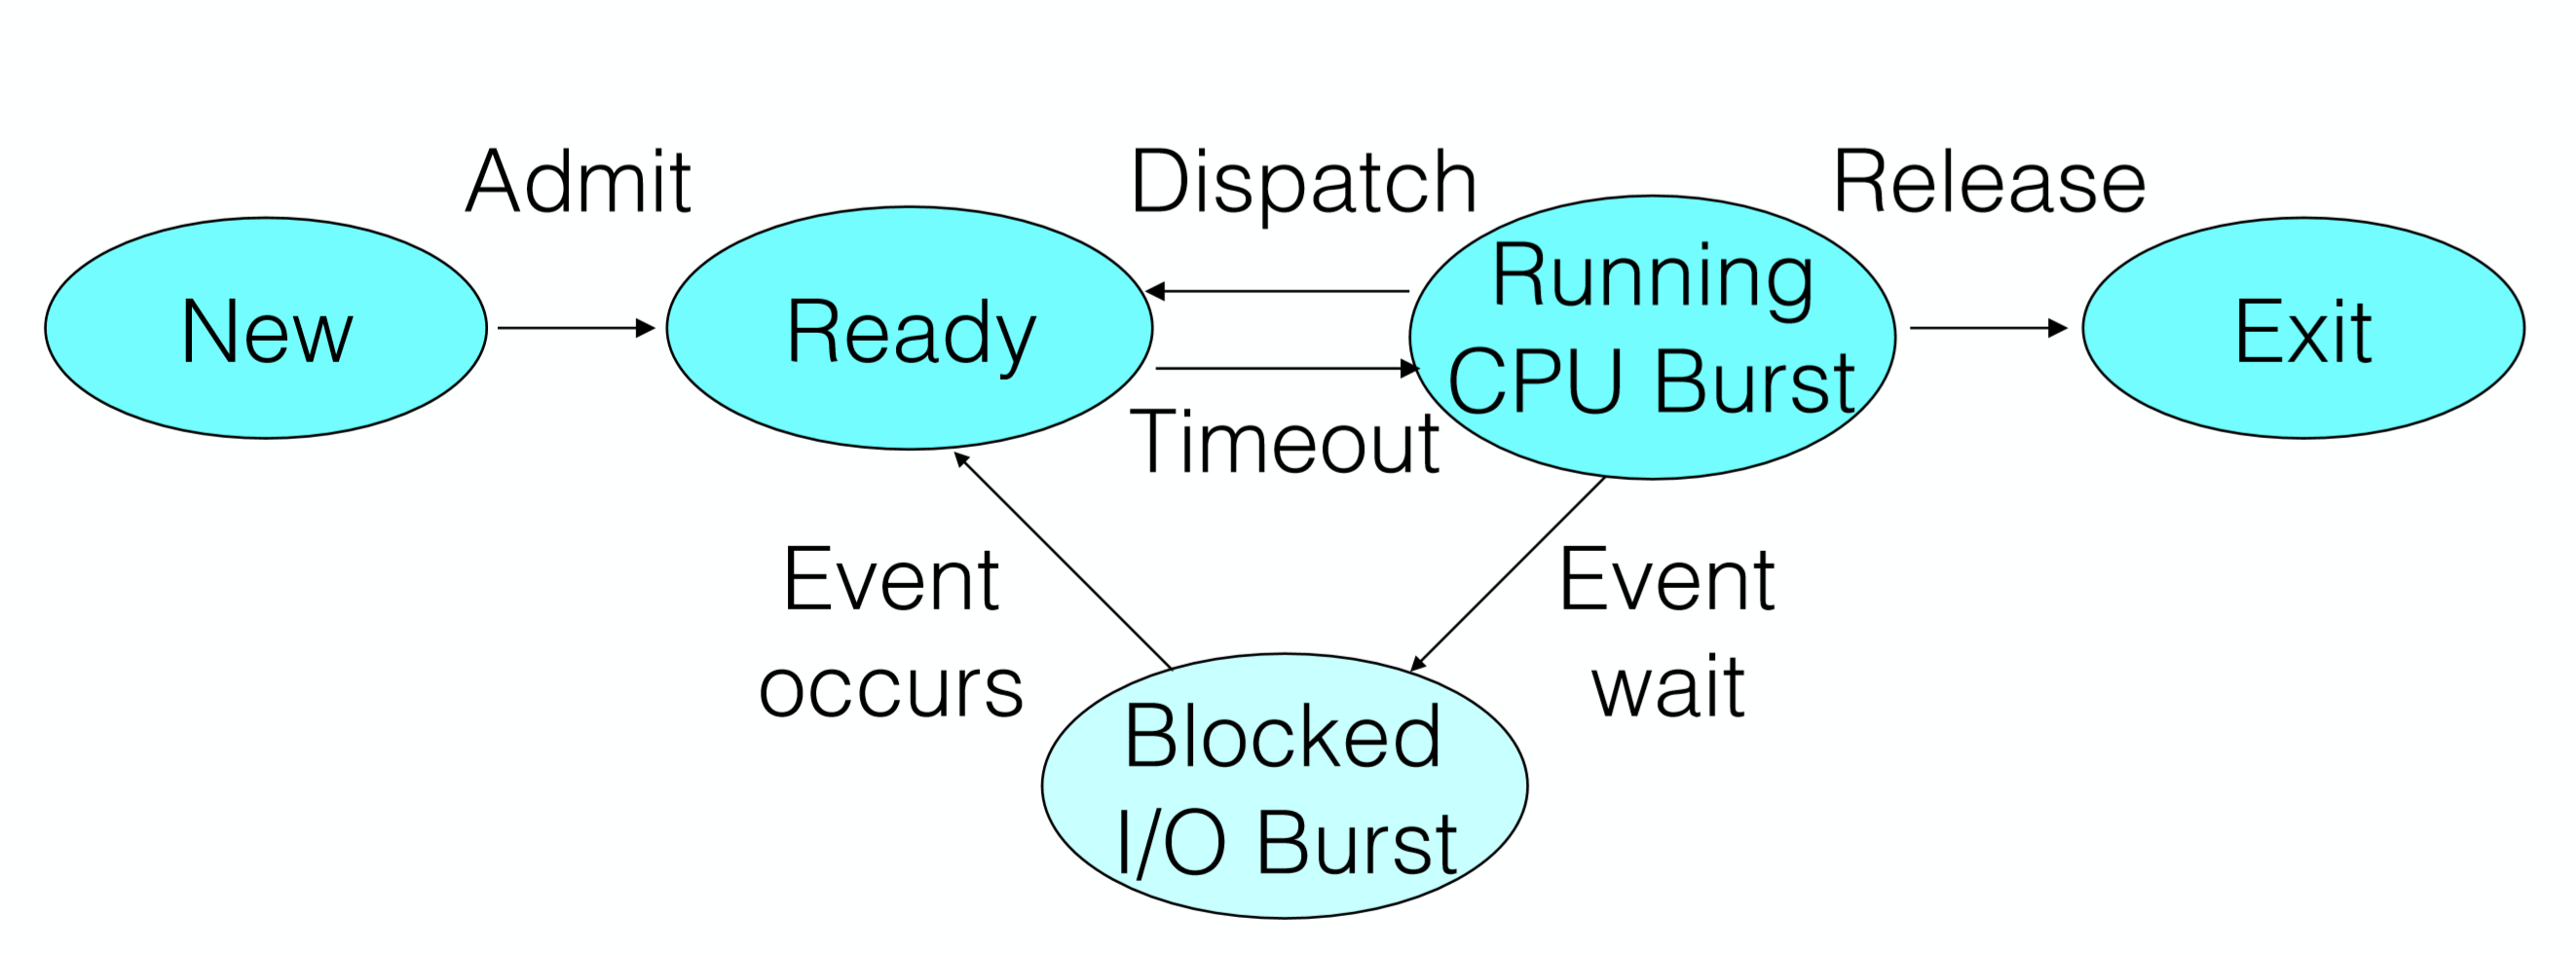 Admit
Dispatch
Release
New
Ready
Running
CPU Burst
Exit
Timeout
Event
occurs
Event
wait
Blocked
I/O Burst